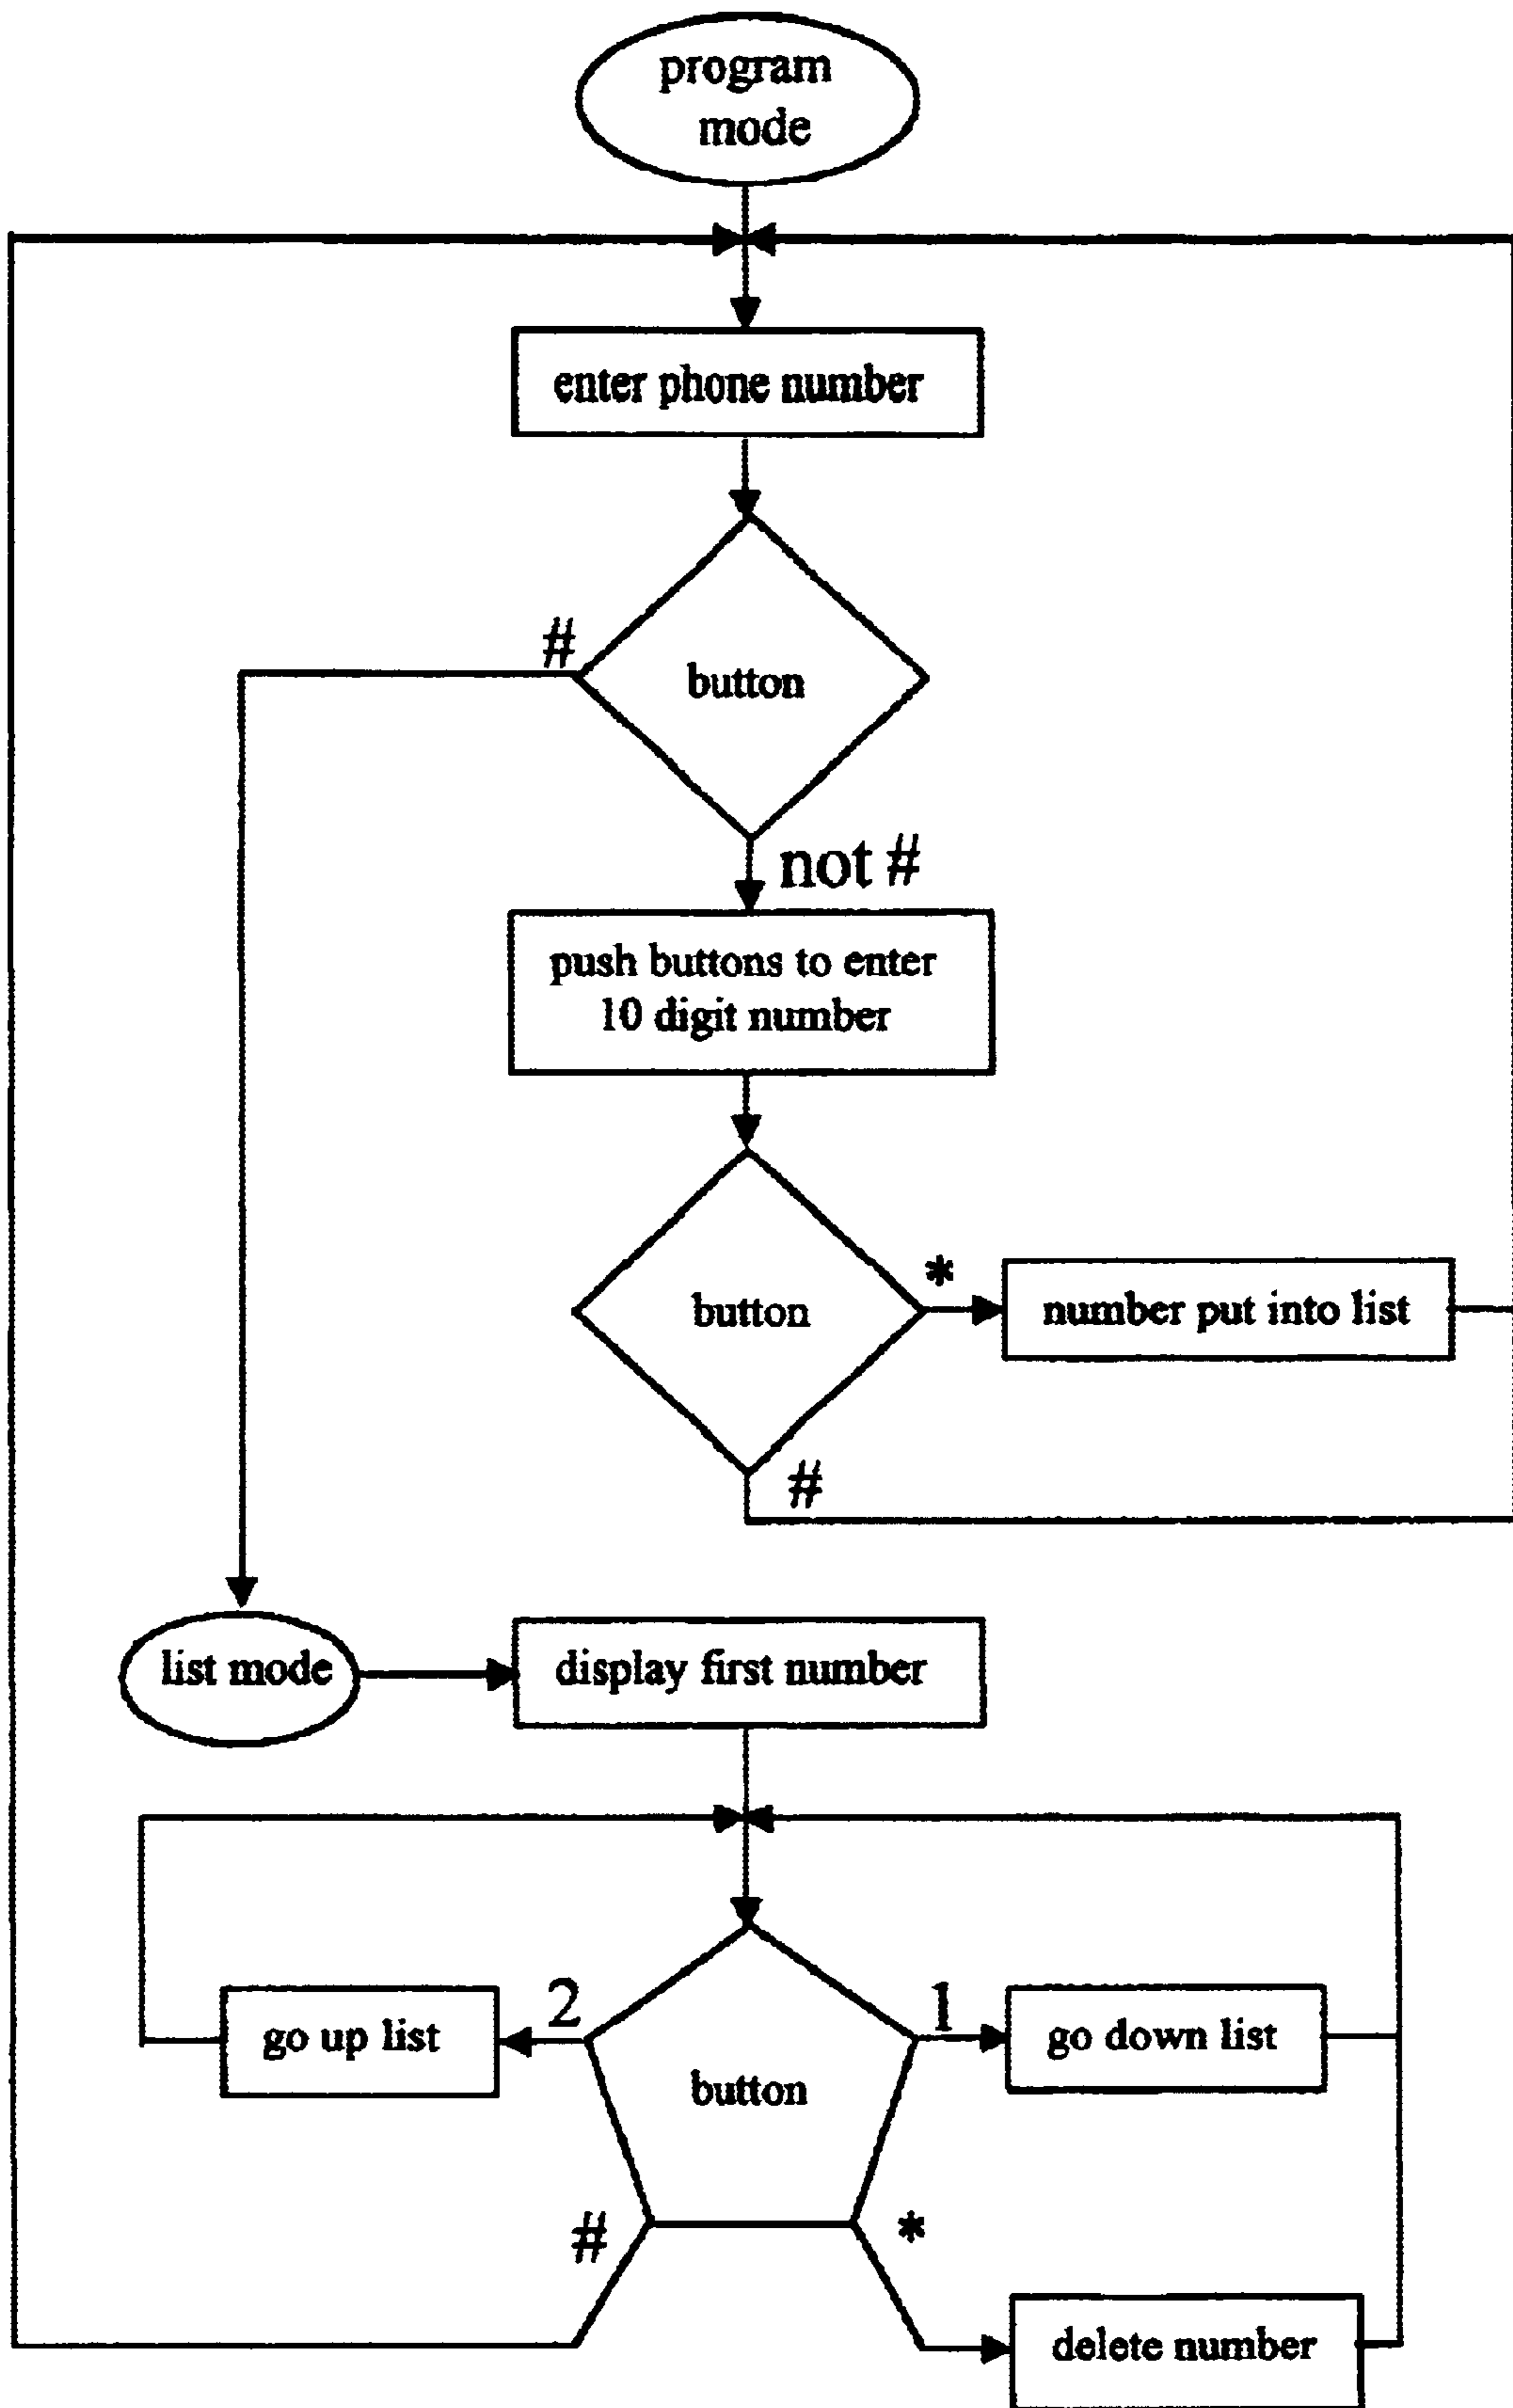 program
mode
enter phone number
#
button
not #
push buttons to enter
10 digit number
*
button
number put into list
#
list mode
display first number
2
1
go up list
go down list
button
#
*
delete number